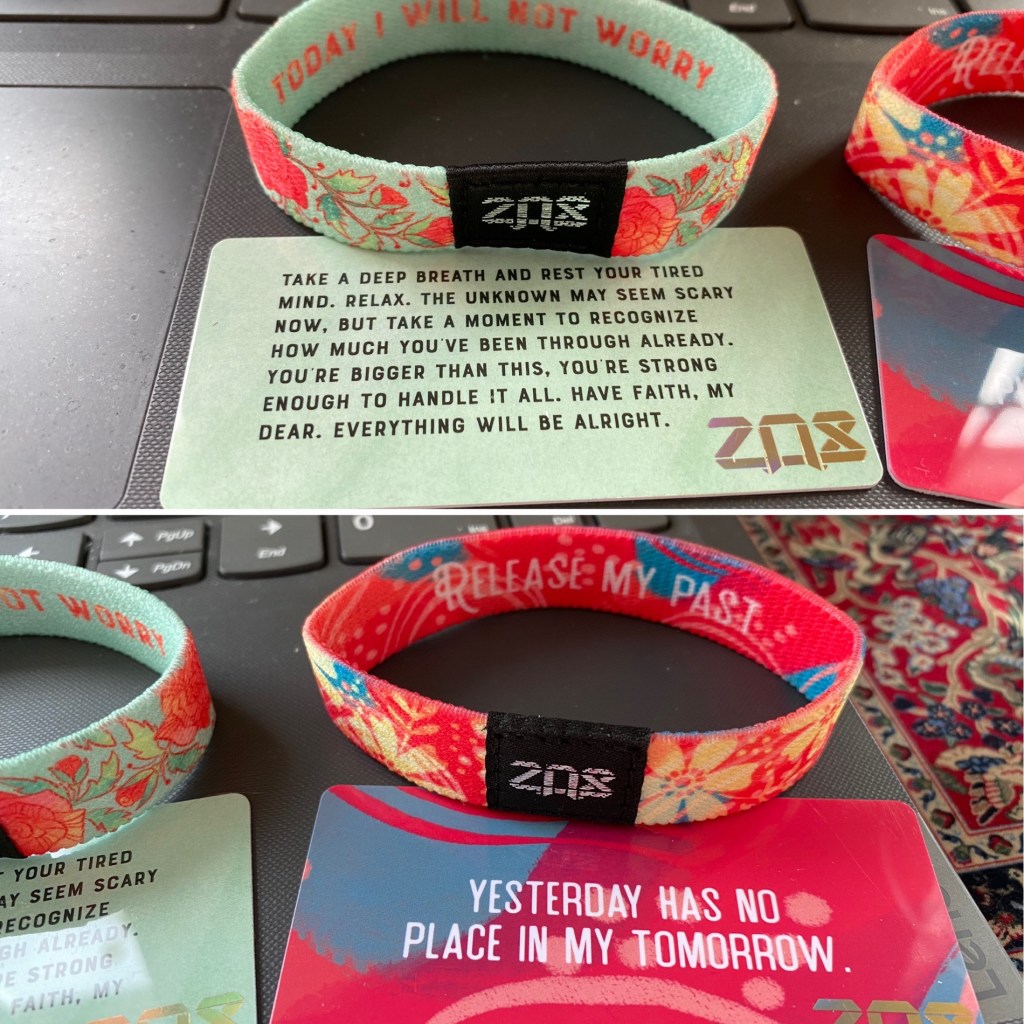 TODAY I WILL NOT WORRY
ZOX
TAKE A DEEP BREATH AND REST YOUR TIRED
MIND. RELAX. THE UNKNOWN MAY SEEM SCARY
NOW, BUT TAKE A MOMENT TO RECOGNIZE
HOW MUCH YOU'VE BEEN THROUGH ALREADY.
YOU'RE BIGGER THAN THIS, YOU'RE STRONG
ENOUGH TO HANDLE IT ALL. HAVE FAITH, MY
DEAR. EVERYTHING WILL BE ALRIGHT.
ZOX
End
PgUp
PgDn
End
Ins
Del
OT WORRY
RELEASE MY PAST
ZOX
T YOUR TIRED
AY SEEM SCARY
RECOGNIZE
GH ALREADY.
RE STRONG
FAITH, MY
ZOX
YESTERDAY HAS NO
PLACE IN MY TOMORROW.
ZOX